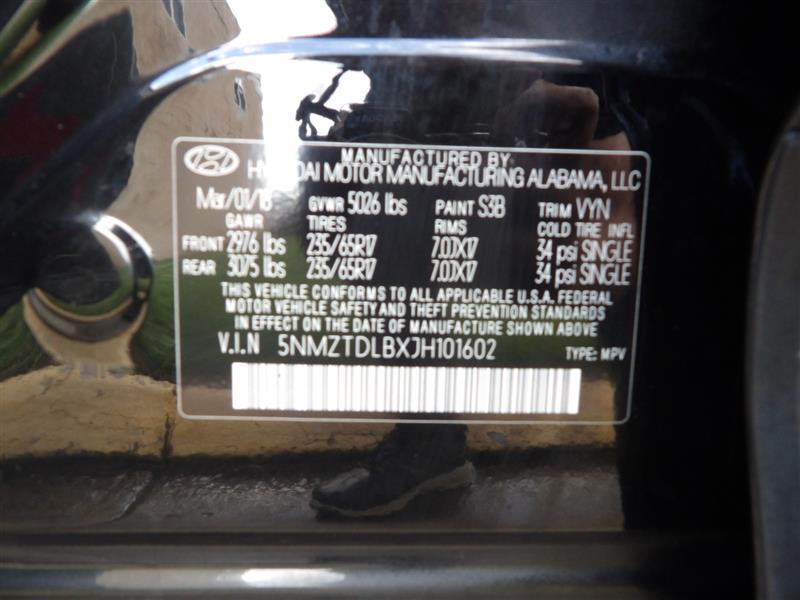 MANUFACTURED BY
HYUNDAI MOTOR MANUFACTURING ALABAMA, LLC
Mar/01/18 GVWR 5026 lbs PAINT S3B TRIM VYN
GAWR TIRES RIMS COLD TIRE INFL
FRONT 2976 lbs 235/65R17 7.0JX17 34 psi SINGLE
REAR 3075 lbs 235/65R17 7.0JX17 34 psi SINGLE
THIS VEHICLE CONFORMS TO ALL APPLICABLE U.S.A. FEDERAL
MOTOR VEHICLE SAFETY AND THEFT PREVENTION STANDARDS
IN EFFECT ON THE DATE OF MANUFACTURE SHOWN ABOVE
V.I.N 5NMZTDLBXJH101602 TYPE: MPV